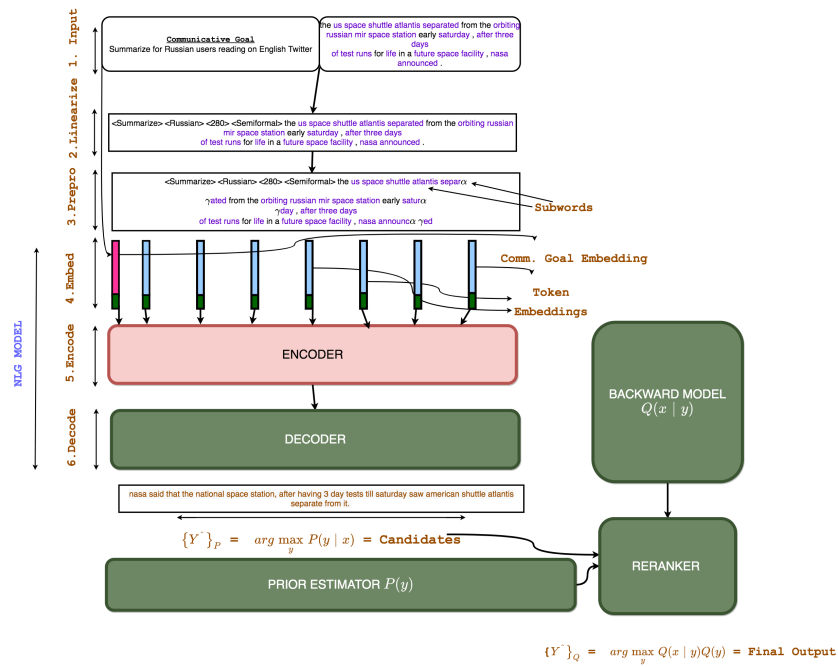 1. Input
Communicative Goal
Summarize for Russian users reading on English Twitter
the us space shuttle atlantis separated from the orbiting
russian mir space station early saturday , after three
days
of test runs for life in a future space facility , nasa
announced .
2.Linearize
<Summarize> <Russian> <280> <Semiformal> the us space shuttle atlantis separated from the orbiting russian
mir space station early saturday , after three days
of test runs for life in a future space facility , nasa announced .
3.Prepro
<Summarize> <Russian> <280> <Semiformal> the us space shuttle atlantis separα
γated from the orbiting russian mir space station early saturα
γday , after three days
of test runs for life in a future space facility , nasa announcα γed
Subwords
4.Embed
Comm. Goal Embedding
Token
Embeddings
NLG MODEL
5.Encode
ENCODER
6.Decode
DECODER
BACKWARD MODEL
Q(x | y)
nasa said that the national space station, after having 3 day tests till saturday saw american shuttle atlantis
separate from it.
{Yˆ}_P = arg max_y P(y | x) = Candidates
PRIOR ESTIMATOR P(y)
RERANKER
{Yˆ}_Q = arg max_y Q(x | y)Q(y) = Final Output